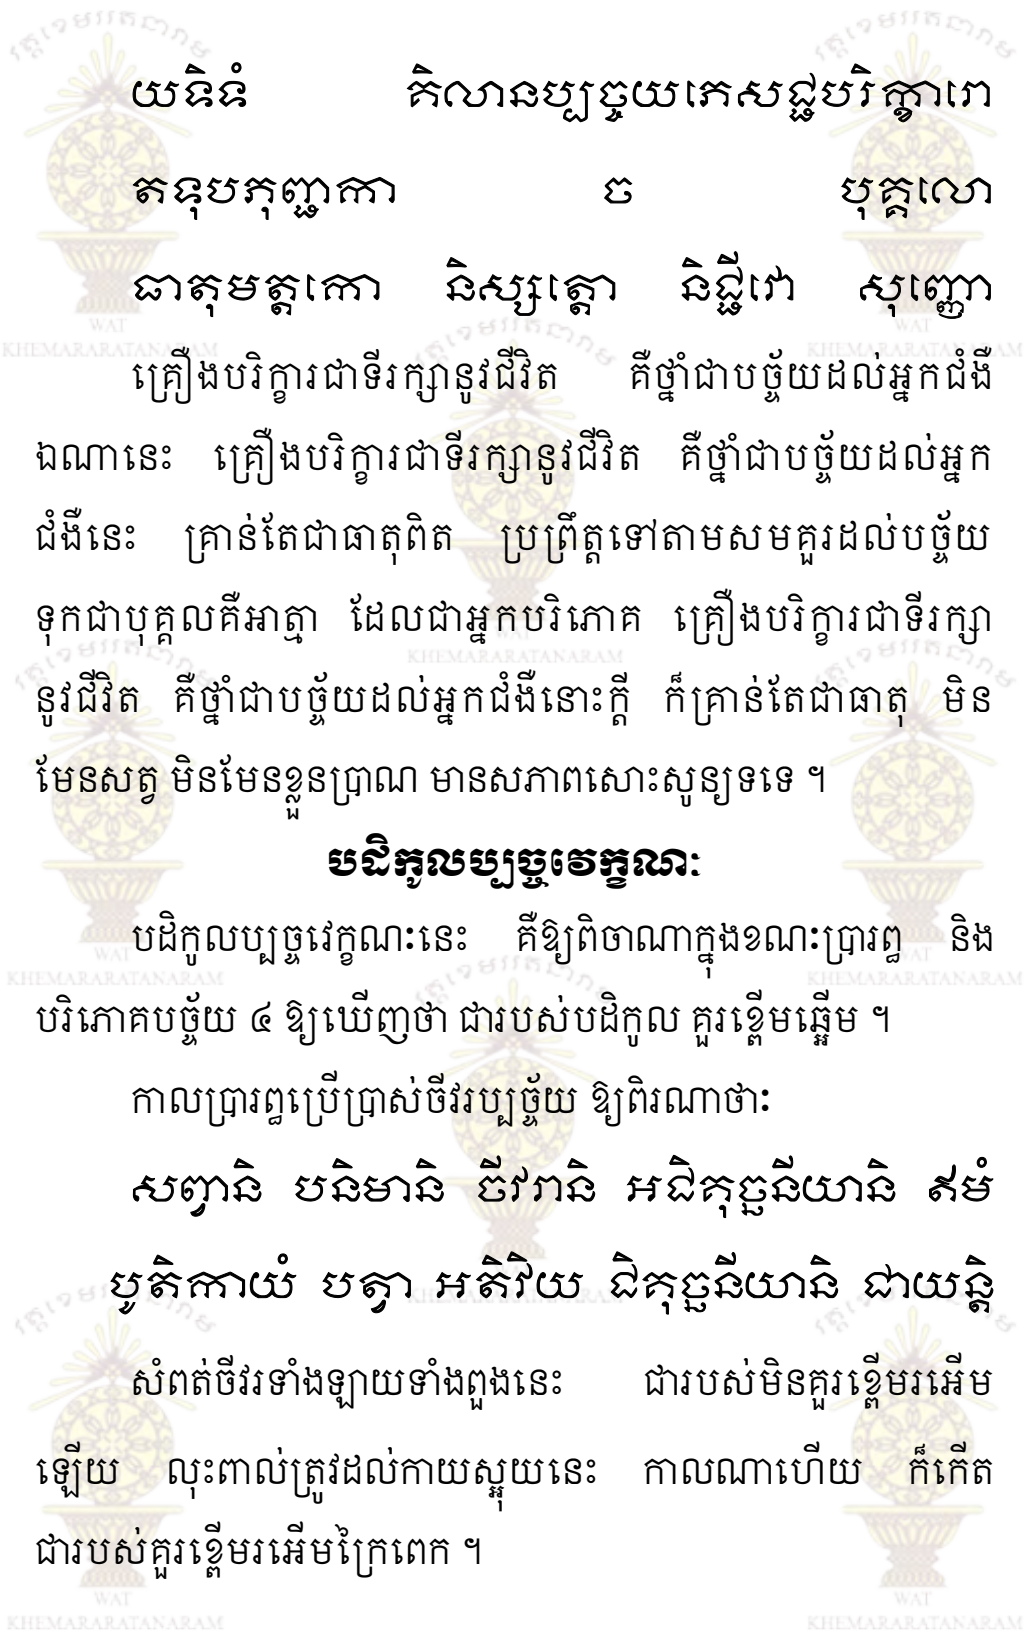 យទិទំ គិលានប្បច្ចយភេសជ្ជបរិក្ខារោ
តទុបភុញ្ជកោ ច បុគ្គលោ
ធាតុមត្តកោ និស្សត្តោ និជ្ជីវោ សុញ្ញោ
គ្រឿងបរិក្ខារជាទីរក្សានូវជីវិត គឺថ្នាំជាបច្ច័យដល់អ្នកជំងឺ
ឯណានេះ គ្រឿងបរិក្ខារជាទីរក្សានូវជីវិត គឺថ្នាំជាបច្ច័យដល់អ្នក
ជំងឺនេះ គ្រាន់តែជាធាតុពិត ប្រព្រឹត្តទៅតាមសមគួរដល់បច្ច័យ
ទុកជាបុគ្គលគឺអាត្មា ដែលជាអ្នកបរិភោគ គ្រឿងបរិក្ខារជាទីរក្សា
នូវជីវិត គឺថ្នាំជាបច្ច័យដល់អ្នកជំងឺនោះក្តី ក៏គ្រាន់តែជាធាតុ មិន
មែនសត្វ មិនមែនខ្លួនប្រាណ មានសភាពសោះសូន្យទទេ ។
បដិកូលប្បច្ចវេក្ខណៈ
បដិកូលប្បច្ចវេក្ខណៈនេះ គឺឱ្យពិចាណាក្នុងខណៈប្រារព្ធ និង
បរិភោគបច្ច័យ ៤ ឱ្យឃើញថា ជារបស់បដិកូល គួរខ្ពើមឆ្អើម ។
កាលប្រារព្ធប្រើប្រាស់ចីវរប្បច្ច័យ ឱ្យពិរណាថាៈ
សព្វានិ បនិមានិ ចីវរានិ អជិគុច្ឆនីយានិ ឥមំ
បូតិកាយំ បត្វា អតិវិយ ជិគុច្ឆនីយានិ ជាយន្តិ
សំពត់ចីវរទាំងឡាយទាំងពួងនេះ ជារបស់មិនគួរខ្ពើមរអើម
ឡើយ លុះពាល់ត្រូវដល់កាយស្អុយនេះ កាលណាហើយ ក៏កើត
ជារបស់គួរខ្ពើមរអើមក្រៃពេក ។
វត្តខេមរារតនារាម
WAT
KHEMARARATANARAM